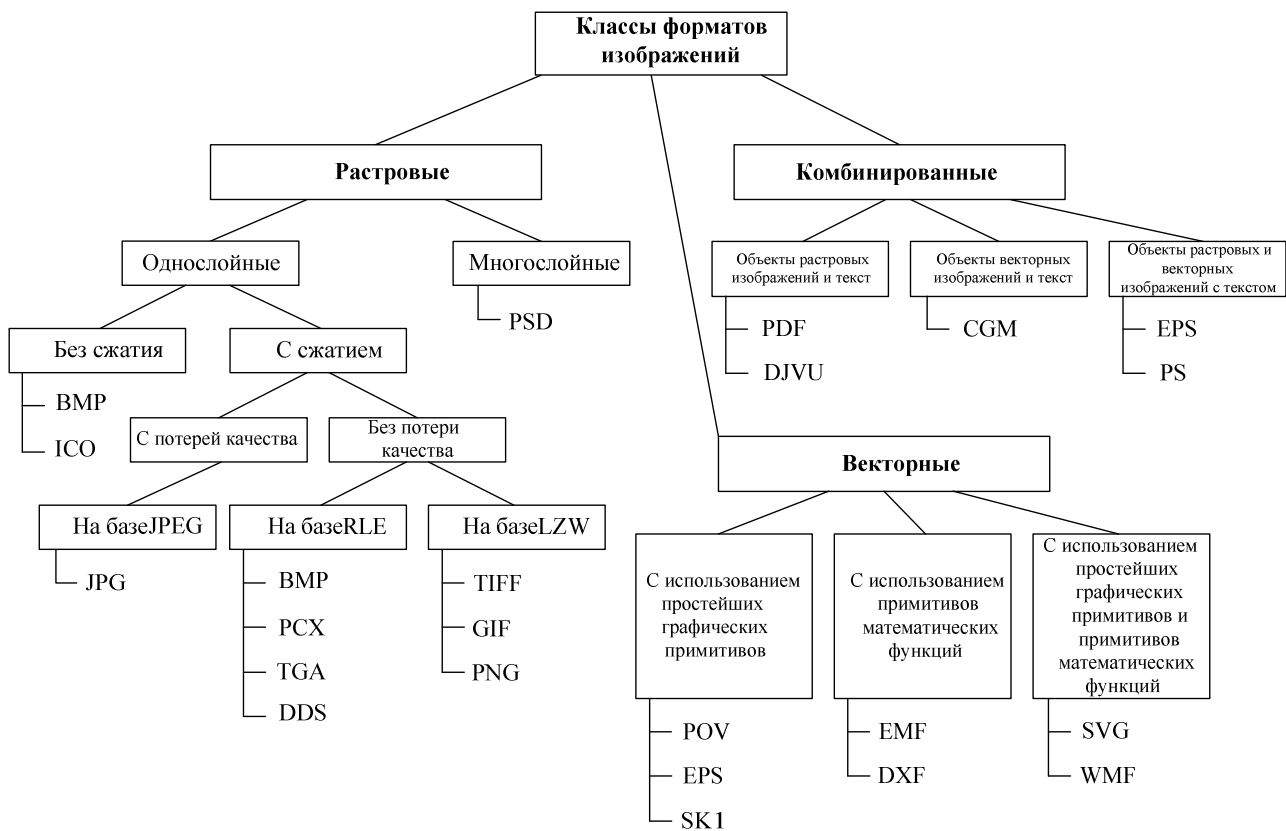 Классы форматов
изображений
Растровые
Комбинированные
Однослойные
Многослойные
PSD
Объекты растровых
изображений и текст
PDF
DJVU
Объекты векторных
изображений и текст
CGM
Объекты растровых и
векторных
изображений с текстом
EPS
PS
Без сжатия
BMP
ICO
С сжатием
С потерей качества
Без потери
качества
На базеJPEG
JPG
На базеRLE
BMP
PCX
TGA
DDS
На базеLZW
TIFF
GIF
PNG
Векторные
С использованием
простейших
графических
примитивов
POV
EPS
SK1
С использованием
примитивов
математических
функций
EMF
DXF
С использованием
простейших
графических
примитивов и
примитивов
математических
функций
SVG
WMF